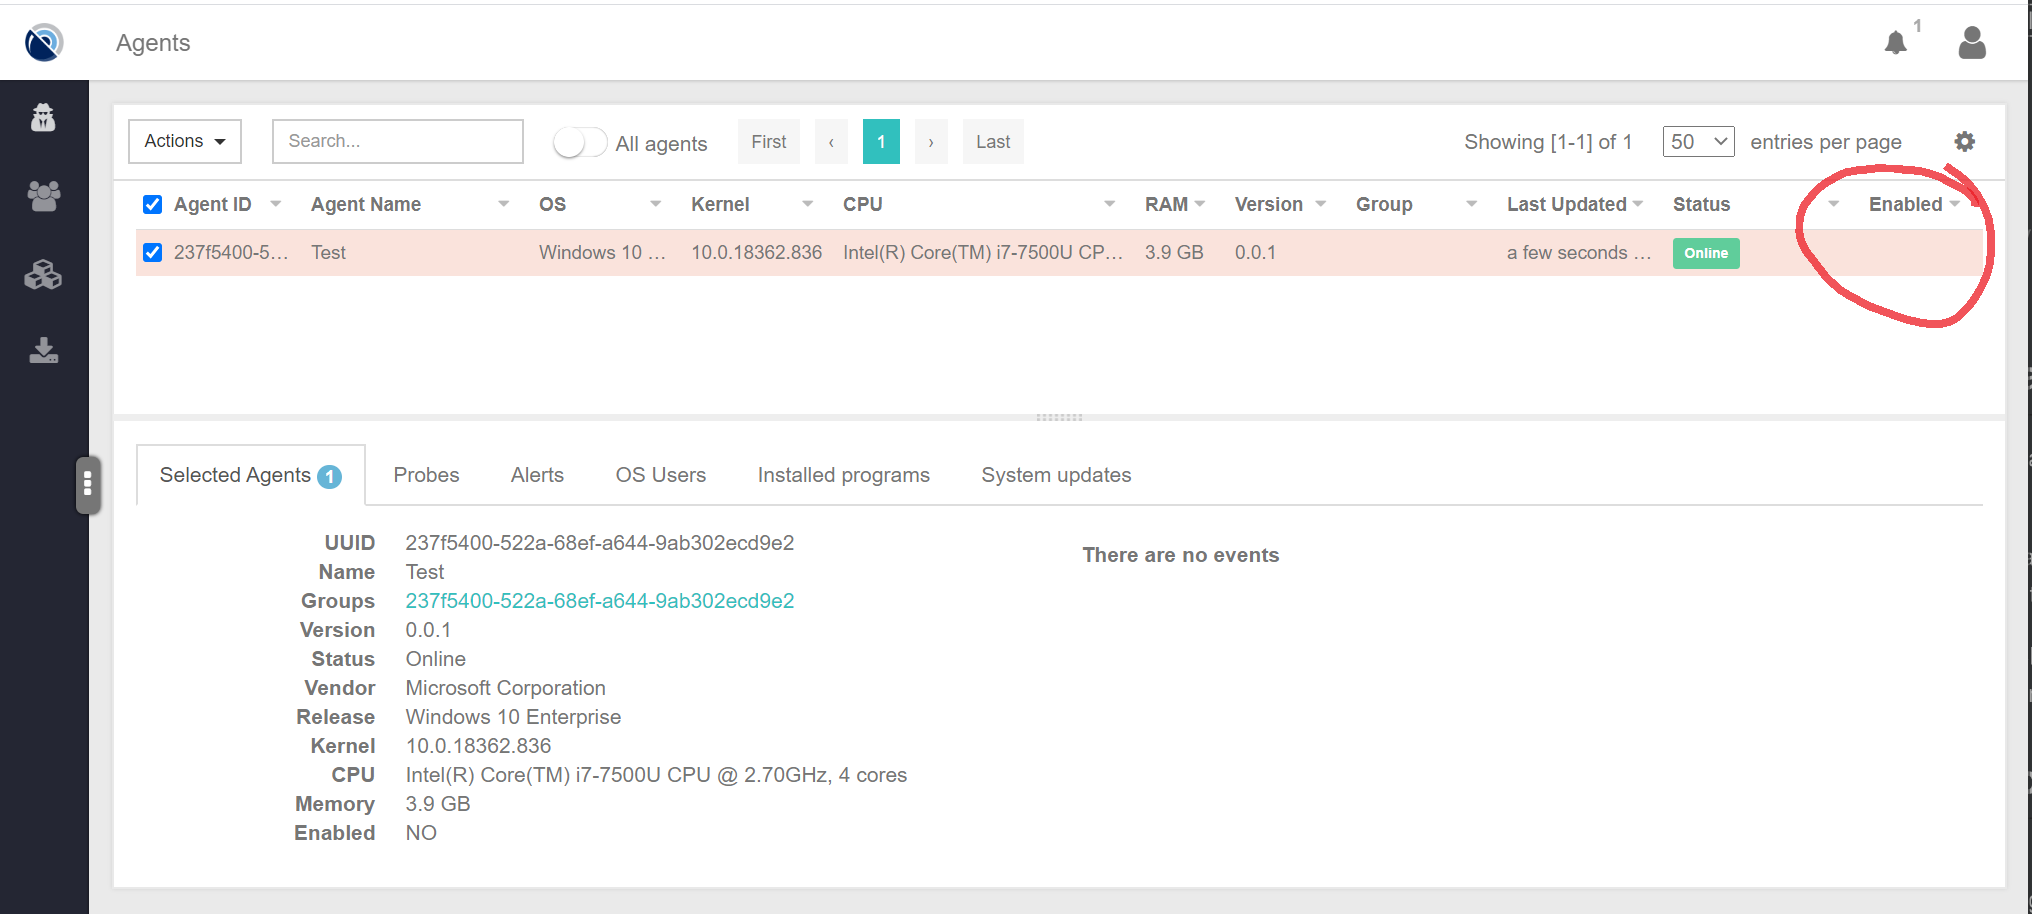 Agents
1
Actions
Search...
All agents
First
‹
1
›
Last
Showing [1-1] of 1
50
entries per page
Agent ID
Agent Name
OS
Kernel
CPU
RAM
Version
Group
Last Updated
Status
Enabled
237f5400-5...
Test
Windows 10 ...
10.0.18362.836
Intel(R) Core(TM) i7-7500U CP...
3.9 GB
0.0.1
a few seconds ...
Online
Selected Agents 1
Probes
Alerts
OS Users
Installed programs
System updates
UUID 237f5400-522a-68ef-a644-9ab302ecd9e2
Name Test
Groups 237f5400-522a-68ef-a644-9ab302ecd9e2
Version 0.0.1
Status Online
Vendor Microsoft Corporation
Release Windows 10 Enterprise
Kernel 10.0.18362.836
CPU Intel(R) Core(TM) i7-7500U CPU @ 2.70GHz, 4 cores
Memory 3.9 GB
Enabled NO
There are no events